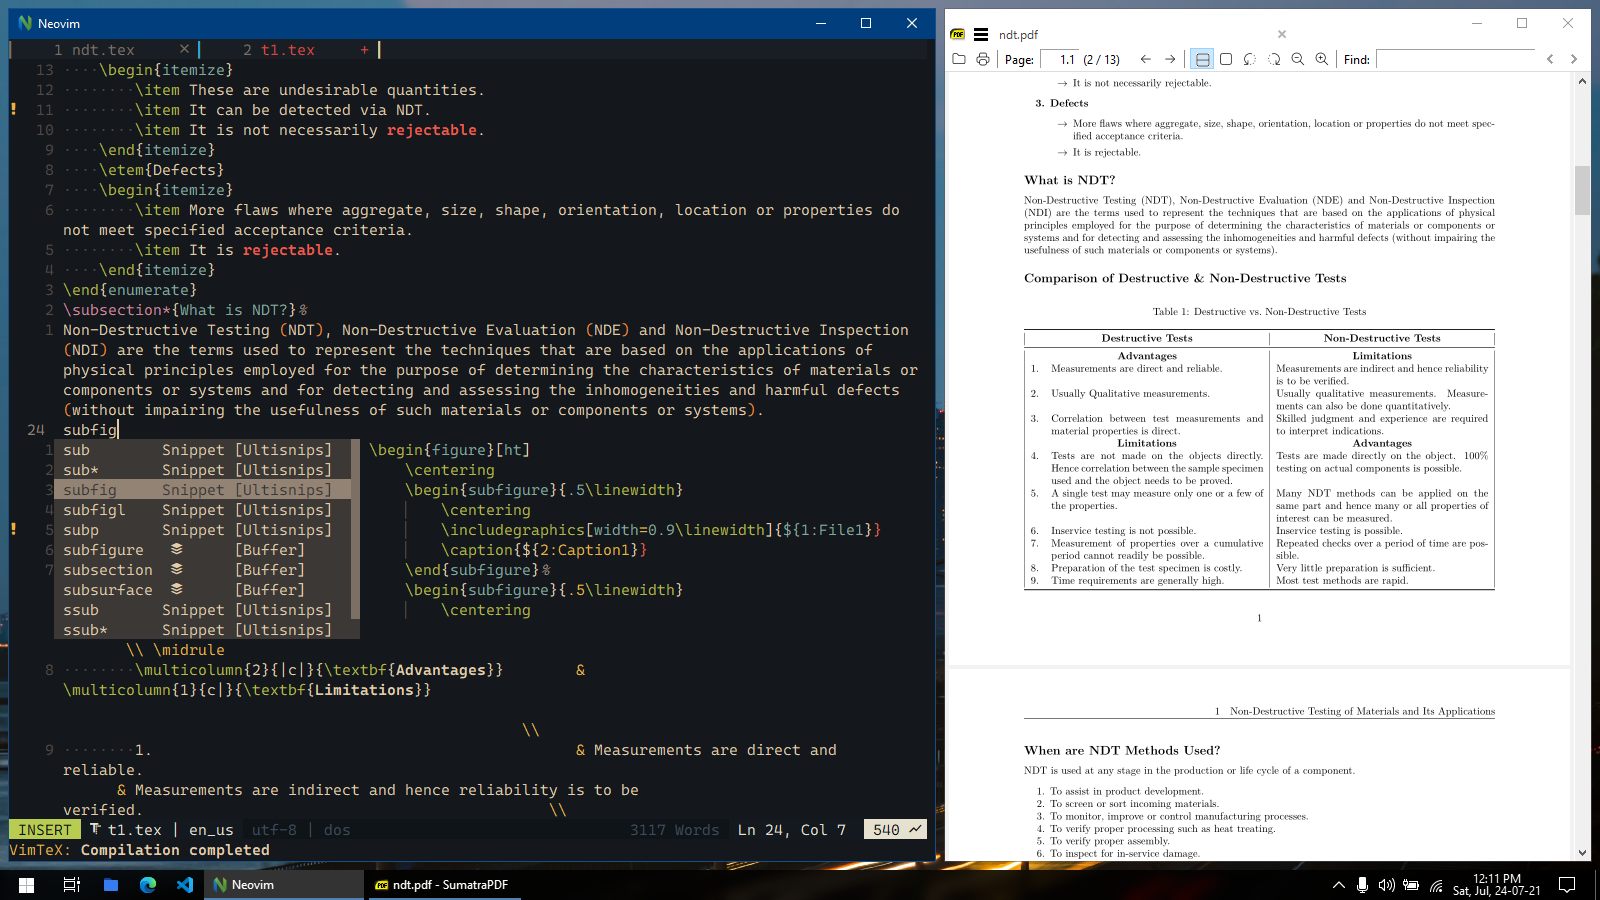 Neovim
1 ndt.tex × 2 t1.tex +
13 ····\begin{itemize}
12 ········\item These are undesirable quantities.
! 11 ········\item It can be detected via NDT.
10 ········\item It is not necessarily rejectable.
9 ····\end{itemize}
8 ····\etem{Defects}
7 ····\begin{itemize}
6 ········\item More flaws where aggregate, size, shape, orientation, location or properties do
not meet specified acceptance criteria.
5 ········\item It is rejectable.
4 ····\end{itemize}
3 \end{enumerate}
2 \subsection*{What is NDT?}%
1 Non-Destructive Testing (NDT), Non-Destructive Evaluation (NDE) and Non-Destructive Inspection
(NDI) are the terms used to represent the techniques that are based on the applications of
physical principles employed for the purpose of determining the characteristics of materials or
components or systems and for detecting and assessing the inhomogeneities and harmful defects
(without impairing the usefulness of such materials or components or systems).
24 subfig
1 sub Snippet [Ultisnips] \begin{figure}[ht]
2 sub* Snippet [Ultisnips] \centering
3 subfig Snippet [Ultisnips] \begin{subfigure}{.5\linewidth}
4 subfigl Snippet [Ultisnips] \centering
! 5 subp Snippet [Ultisnips] \includegraphics[width=0.9\linewidth]{${1:File1}}
6 subfigure [Buffer] \caption{${2:Caption1}}
7 subsection [Buffer] \end{subfigure}%
subsurface [Buffer] \begin{subfigure}{.5\linewidth}
ssub Snippet [Ultisnips] \centering
ssub* Snippet [Ultisnips]
\\ \midrule
8 ········\multicolumn{2}{|c|}{\textbf{Advantages}} &
\multicolumn{1}{c|}{\textbf{Limitations}}
\\
9 ········1. & Measurements are direct and
reliable.
& Measurements are indirect and hence reliability is to be
verified. \\
INSERT t1.tex | en_us utf-8 | dos 3117 Words Ln 24, Col 7 540
VimTeX: Compilation completed
PDF ndt.pdf ×
Page: 1.1 (2 / 13) Find:
→ It is not necessarily rejectable.
3. Defects
→ More flaws where aggregate, size, shape, orientation, location or properties do not meet spec-
ified acceptance criteria.
→ It is rejectable.
What is NDT?
Non-Destructive Testing (NDT), Non-Destructive Evaluation (NDE) and Non-Destructive Inspection
(NDI) are the terms used to represent the techniques that are based on the applications of physical
principles employed for the purpose of determining the characteristics of materials or components or
systems and for detecting and assessing the inhomogeneities and harmful defects (without impairing the
usefulness of such materials or components or systems).
Comparison of Destructive & Non-Destructive Tests
Table 1: Destructive vs. Non-Destructive Tests
Destructive Tests Non-Destructive Tests
Advantages Limitations
1. Measurements are direct and reliable. Measurements are indirect and hence reliability
is to be verified.
2. Usually Qualitative measurements. Usually qualitative measurements. Measure-
ments can also be done quantitatively.
3. Correlation between test measurements and Skilled judgment and experience are required
material properties is direct. to interpret indications.
Limitations Advantages
4. Tests are not made on the objects directly. Tests are made directly on the object. 100%
Hence correlation between the sample specimen testing on actual components is possible.
used and the object needs to be proved.
5. A single test may measure only one or a few of Many NDT methods can be applied on the
the properties. same part and hence many or all properties of
interest can be measured.
6. Inservice testing is not possible. Inservice testing is possible.
7. Measurement of properties over a cumulative Repeated checks over a period of time are pos-
period cannot readily be possible. sible.
8. Preparation of the test specimen is costly. Very little preparation is sufficient.
9. Time requirements are generally high. Most test methods are rapid.
1
1 Non-Destructive Testing of Materials and Its Applications
When are NDT Methods Used?
NDT is used at any stage in the production or life cycle of a component.
1. To assist in product development.
2. To screen or sort incoming materials.
3. To monitor, improve or control manufacturing processes.
4. To verify proper processing such as heat treating.
5. To verify proper assembly.
6. To inspect for in-service damage.
Neovim
PDF ndt.pdf - SumatraPDF
12:11 PM
Sat, Jul, 24-07-21